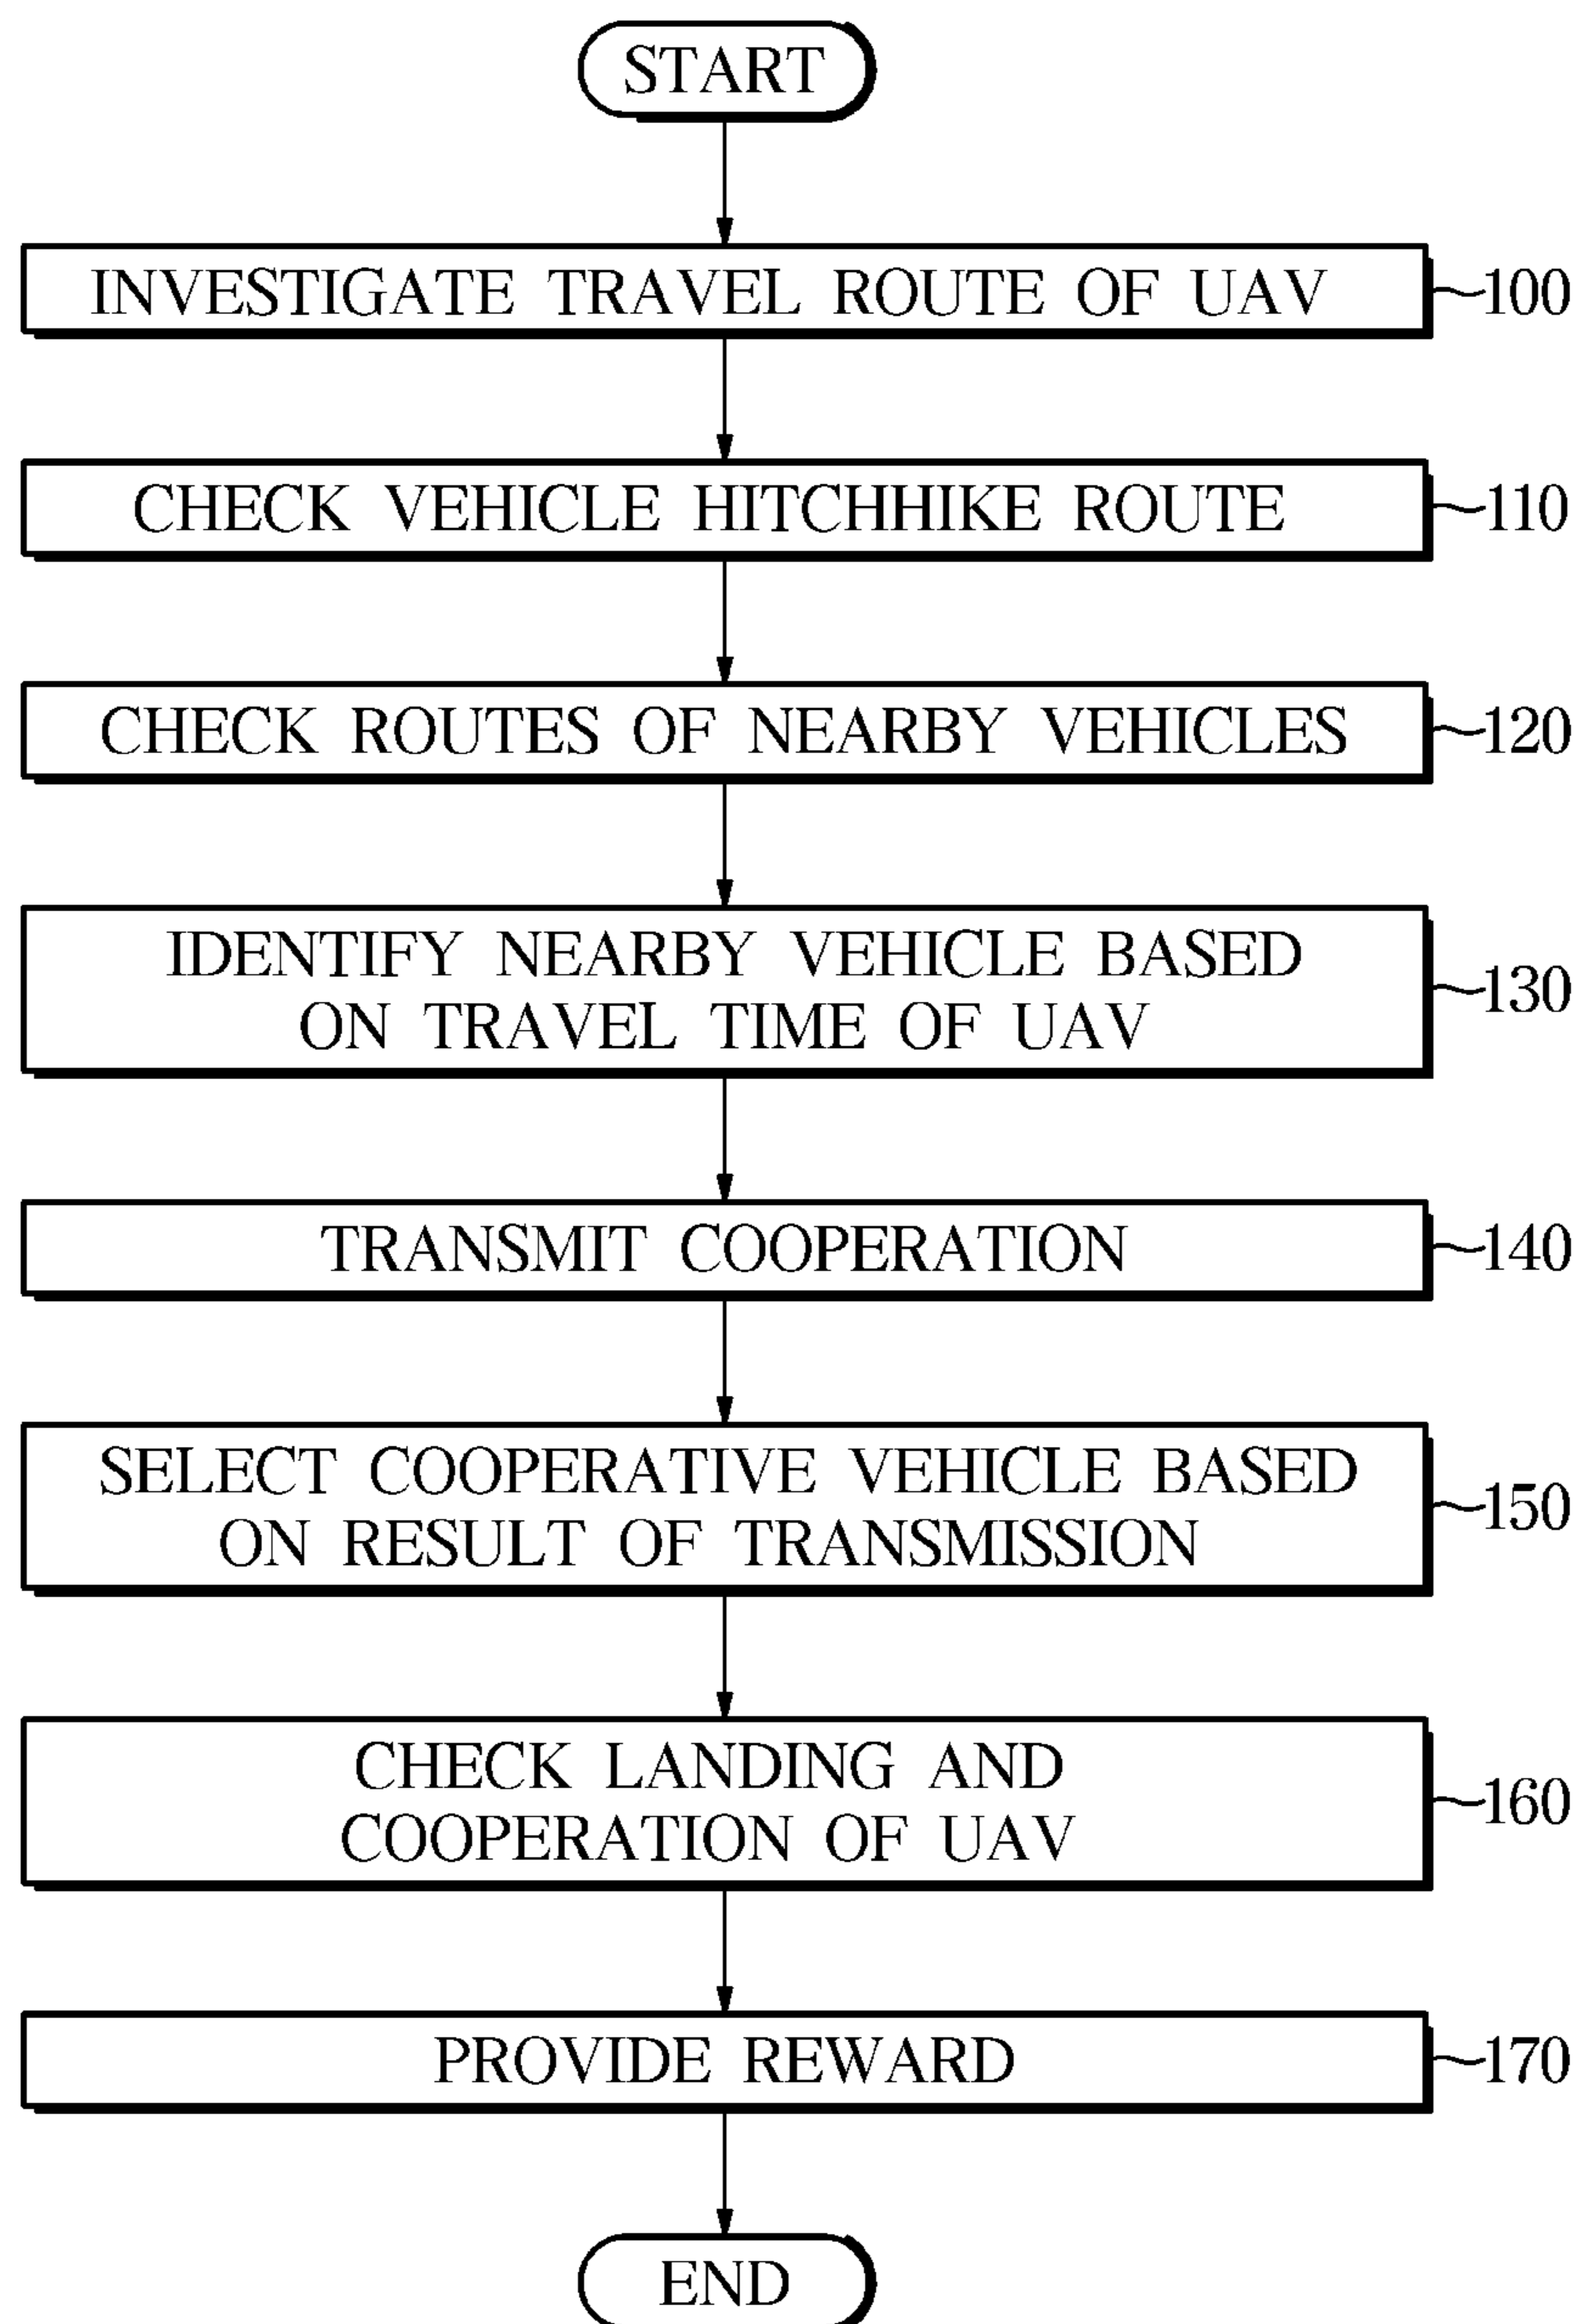 START
INVESTIGATE TRAVEL ROUTE OF UAV
100
CHECK VEHICLE HITCHHIKE ROUTE
110
CHECK ROUTES OF NEARBY VEHICLES
120
IDENTIFY NEARBY VEHICLE BASED
ON TRAVEL TIME OF UAV
130
TRANSMIT COOPERATION
140
SELECT COOPERATIVE VEHICLE BASED
ON RESULT OF TRANSMISSION
150
CHECK LANDING AND
COOPERATION OF UAV
160
PROVIDE REWARD
170
END